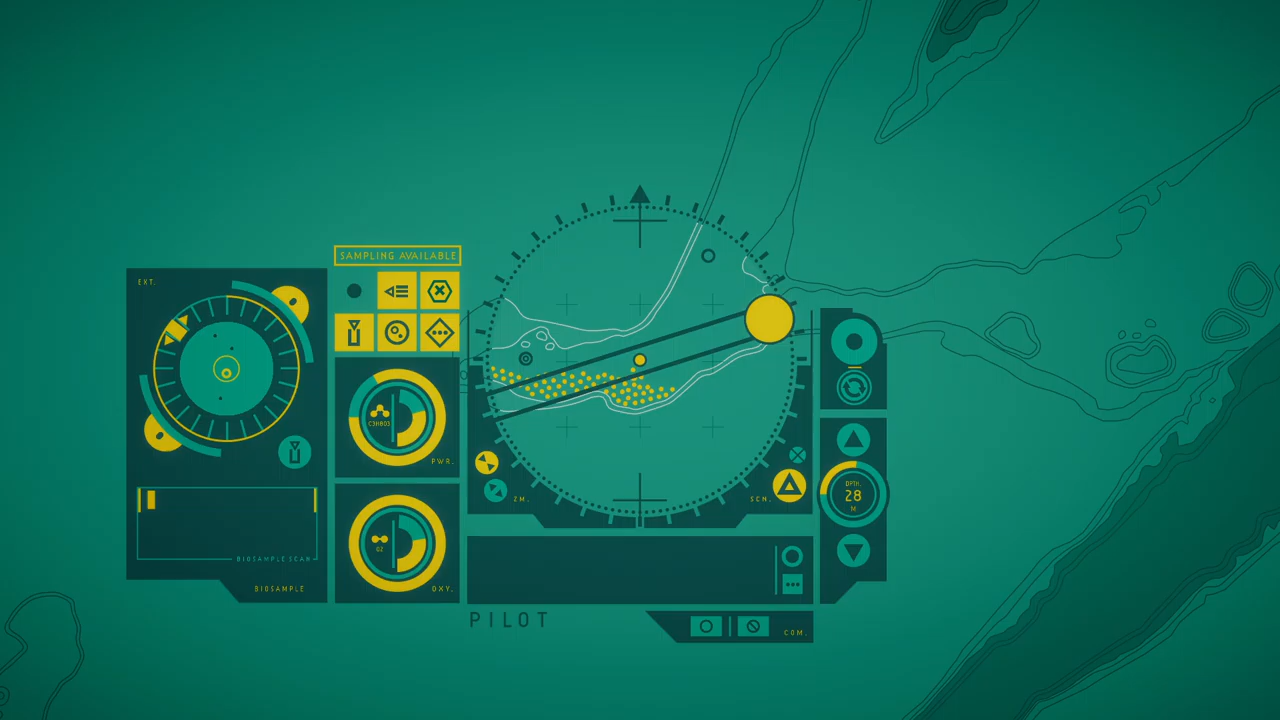 EXT.
SAMPLING AVAILABLE
C3H8O3
PWR.
O2
OXY.
BIOSAMPLE SCAN
BIOSAMPLE
ZM.
SCN.
DPTH.
28
M
PILOT
COM.